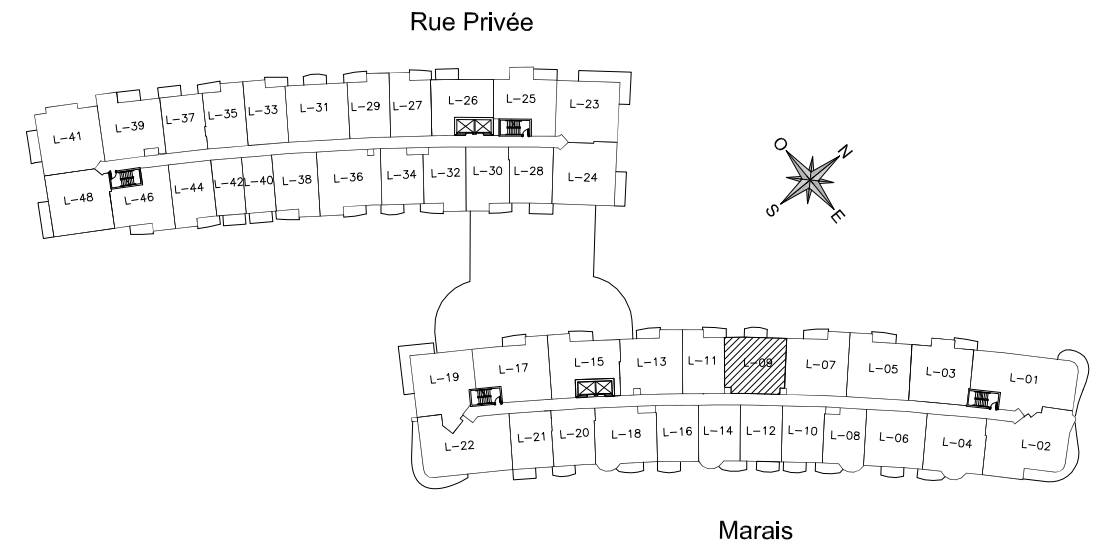 Rue Privée
L-41 L-39 L-37 L-35 L-33 L-31 L-29 L-27 L-26 L-25 L-23
L-48 L-46 L-44 L-42 L-40 L-38 L-36 L-34 L-32 L-30 L-28 L-24
O N
S E
L-19 L-17 L-15 L-13 L-11 L-09 L-07 L-05 L-03 L-01
L-22 L-21 L-20 L-18 L-16 L-14 L-12 L-10 L-08 L-06 L-04 L-02
Marais